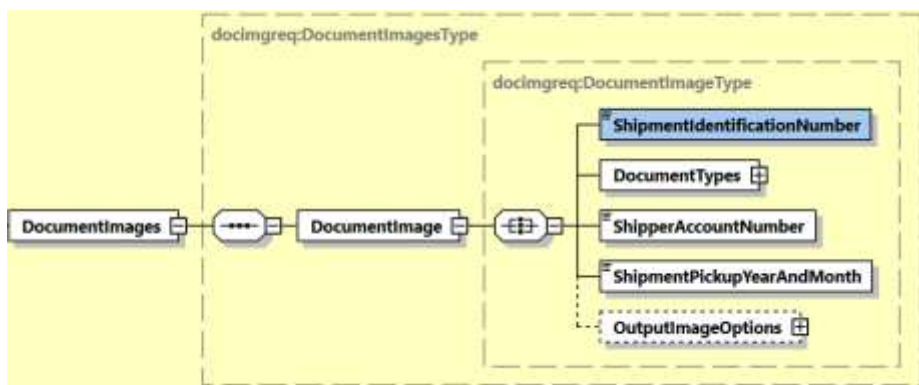 docimgreq:DocumentImagesType
docimgreq:DocumentImageType
ShipmentIdentificationNumber
DocumentTypes
DocumentImages
DocumentImage
ShipperAccountNumber
ShipmentPickupYearAndMonth
OutputImageOptions